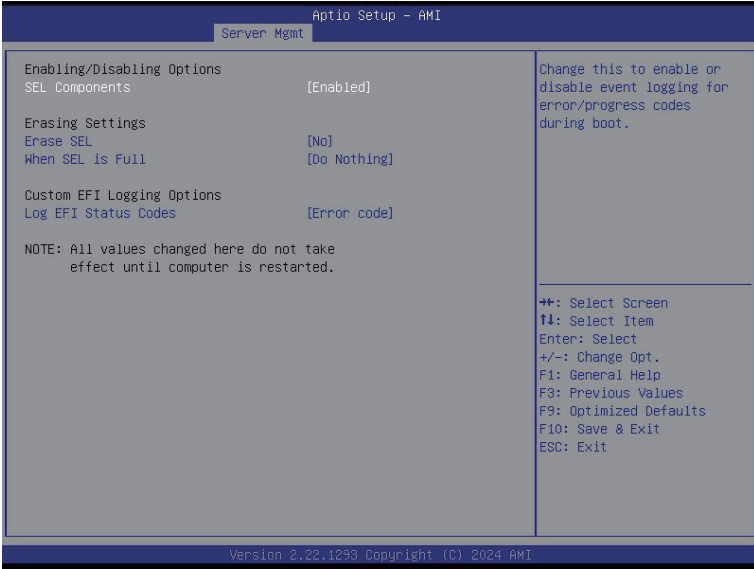 Aptio Setup – AMI
Server Mgmt
Enabling/Disabling Options
SEL Components [Enabled]
Erasing Settings
Erase SEL [No]
When SEL is Full [Do Nothing]
Custom EFI Logging Options
Log EFI Status Codes [Error code]
NOTE: All values changed here do not take
effect until computer is restarted.
Change this to enable or
disable event logging for
error/progress codes
during boot.
→←: Select Screen
↑↓: Select Item
Enter: Select
+/-: Change Opt.
F1: General Help
F3: Previous Values
F9: Optimized Defaults
F10: Save & Exit
ESC: Exit
Version 2.22.1293 Copyright (C) 2024 AMI